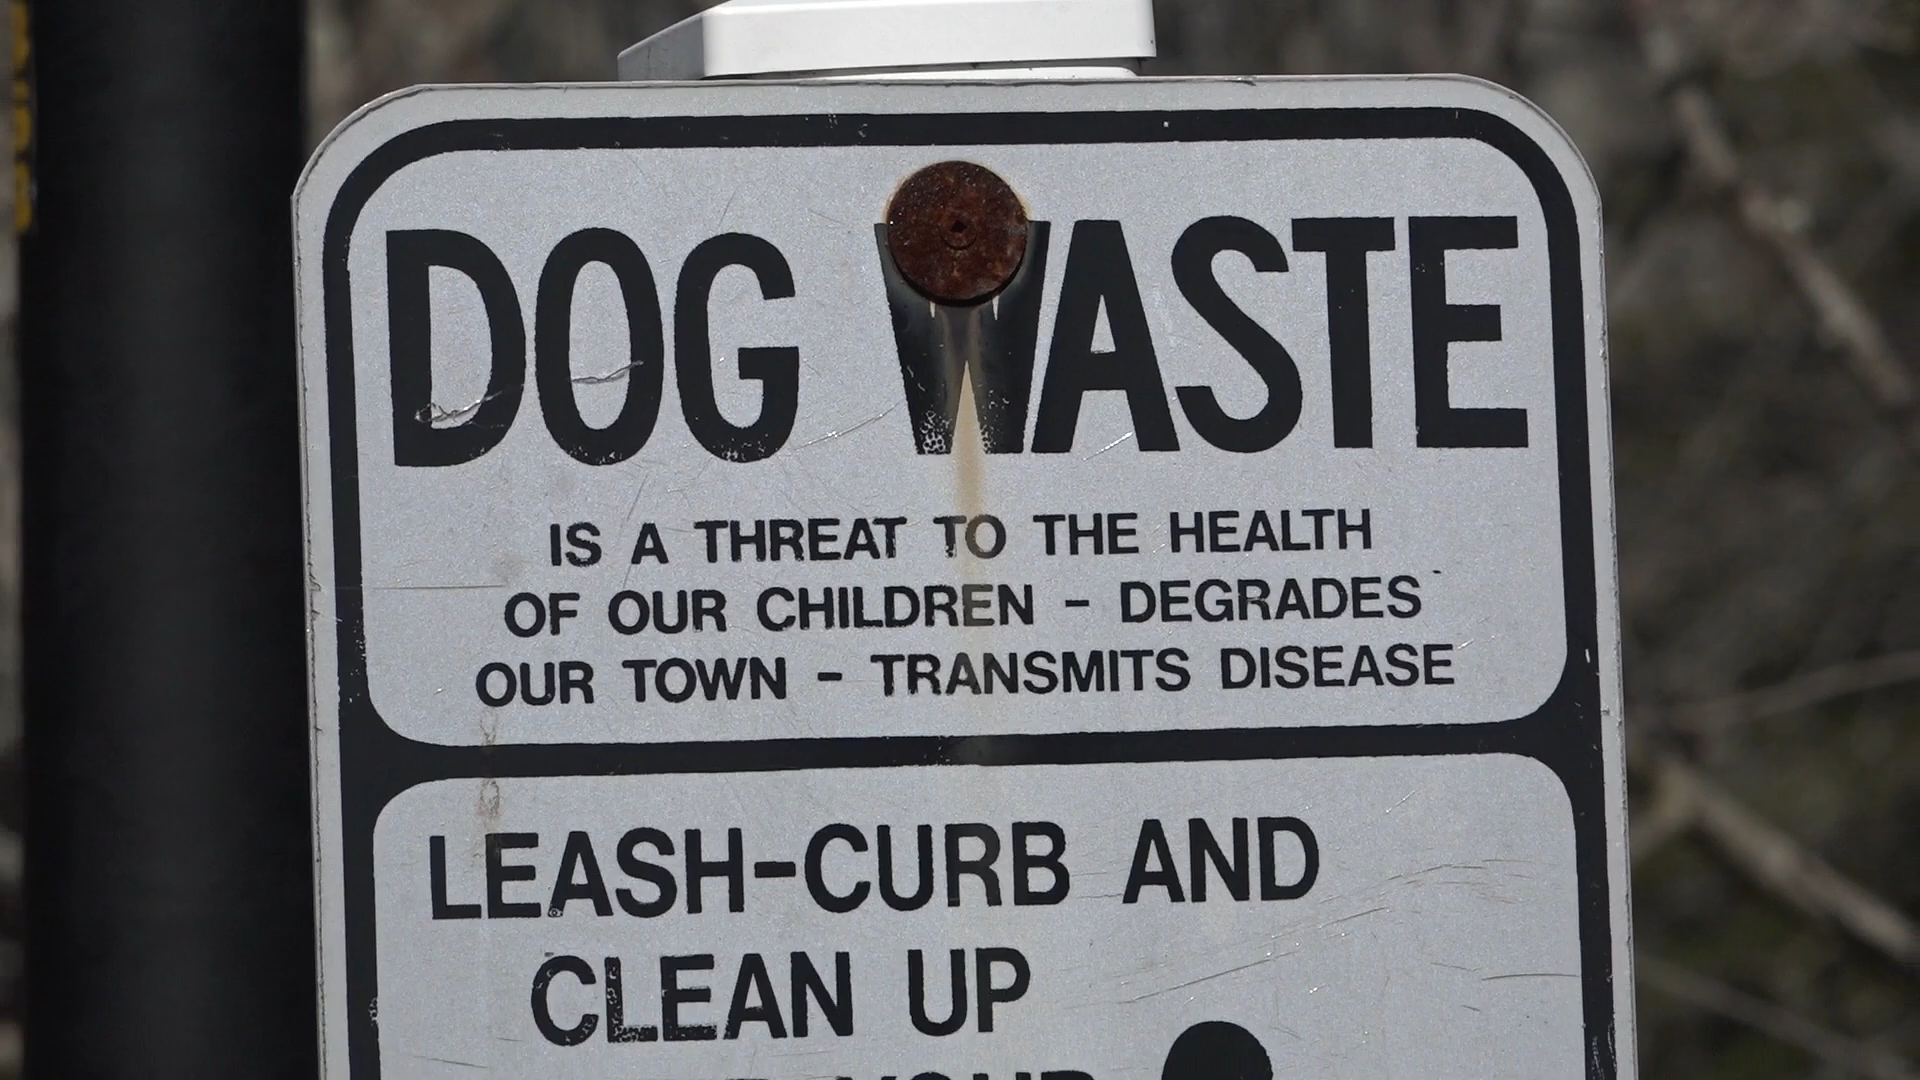 DOG WASTE
IS A THREAT TO THE HEALTH
OF OUR CHILDREN - DEGRADES
OUR TOWN - TRANSMITS DISEASE
LEASH-CURB AND
CLEAN UP
YOUR